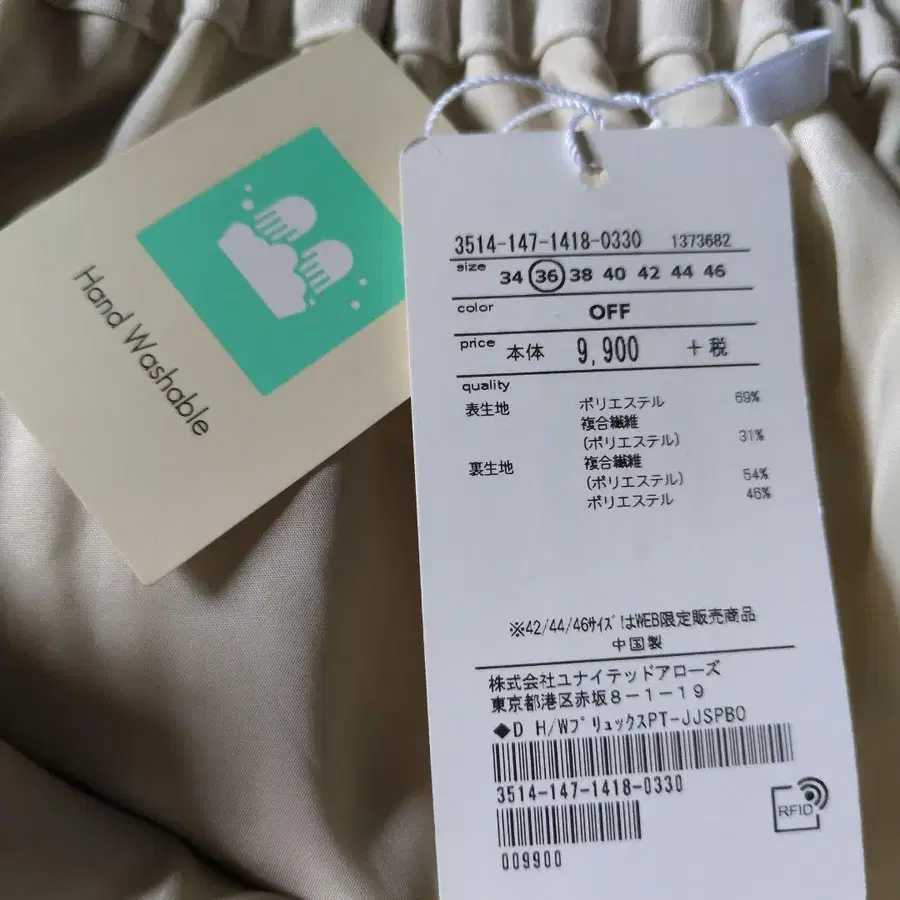 Hand Washable
3514-147-1418-0330 1373682
size 34 36 38 40 42 44 46
color OFF
price 本体 9,900 +税
quality
表生地 ポリエステル 69%
複合繊維
(ポリエステル) 31%
裏生地 複合繊維
(ポリエステル) 54%
ポリエステル 46%
※42/44/46サイズはWEB限定販売商品
中国製
株式会社ユナイテッドアローズ
東京都港区赤坂8-1-19
◆D H/WプリュックスPT-JJSPBO
3514-147-1418-0330
RFID
009900